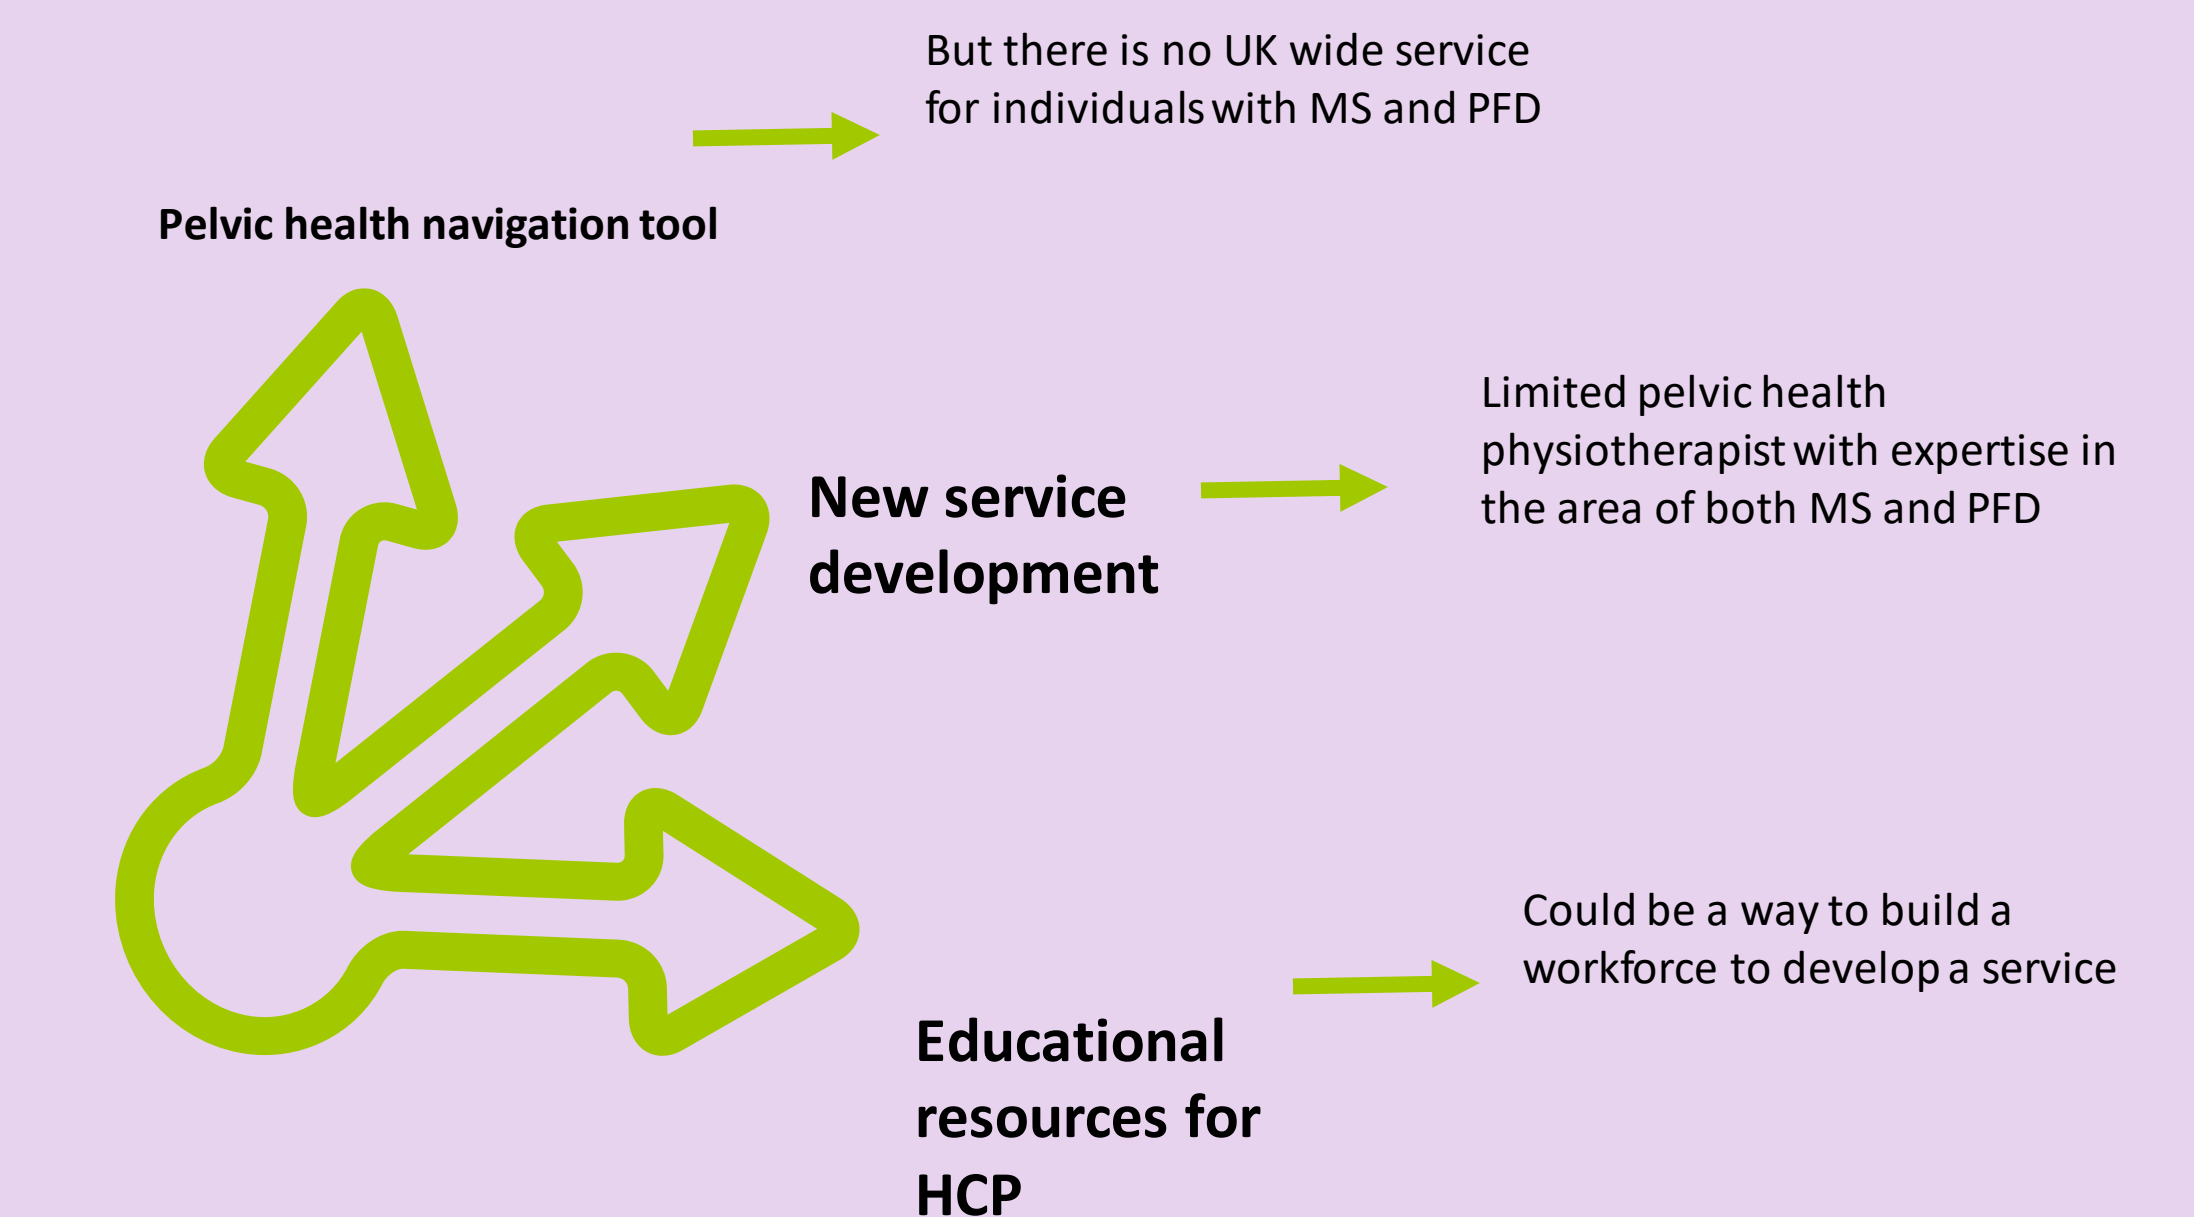 But there is no UK wide service
for individuals with MS and PFD
Pelvic health navigation tool
Limited pelvic health
physiotherapist with expertise in
the area of both MS and PFD
New service
development
Could be a way to build a
workforce to develop a service
Educational
resources for
HCP